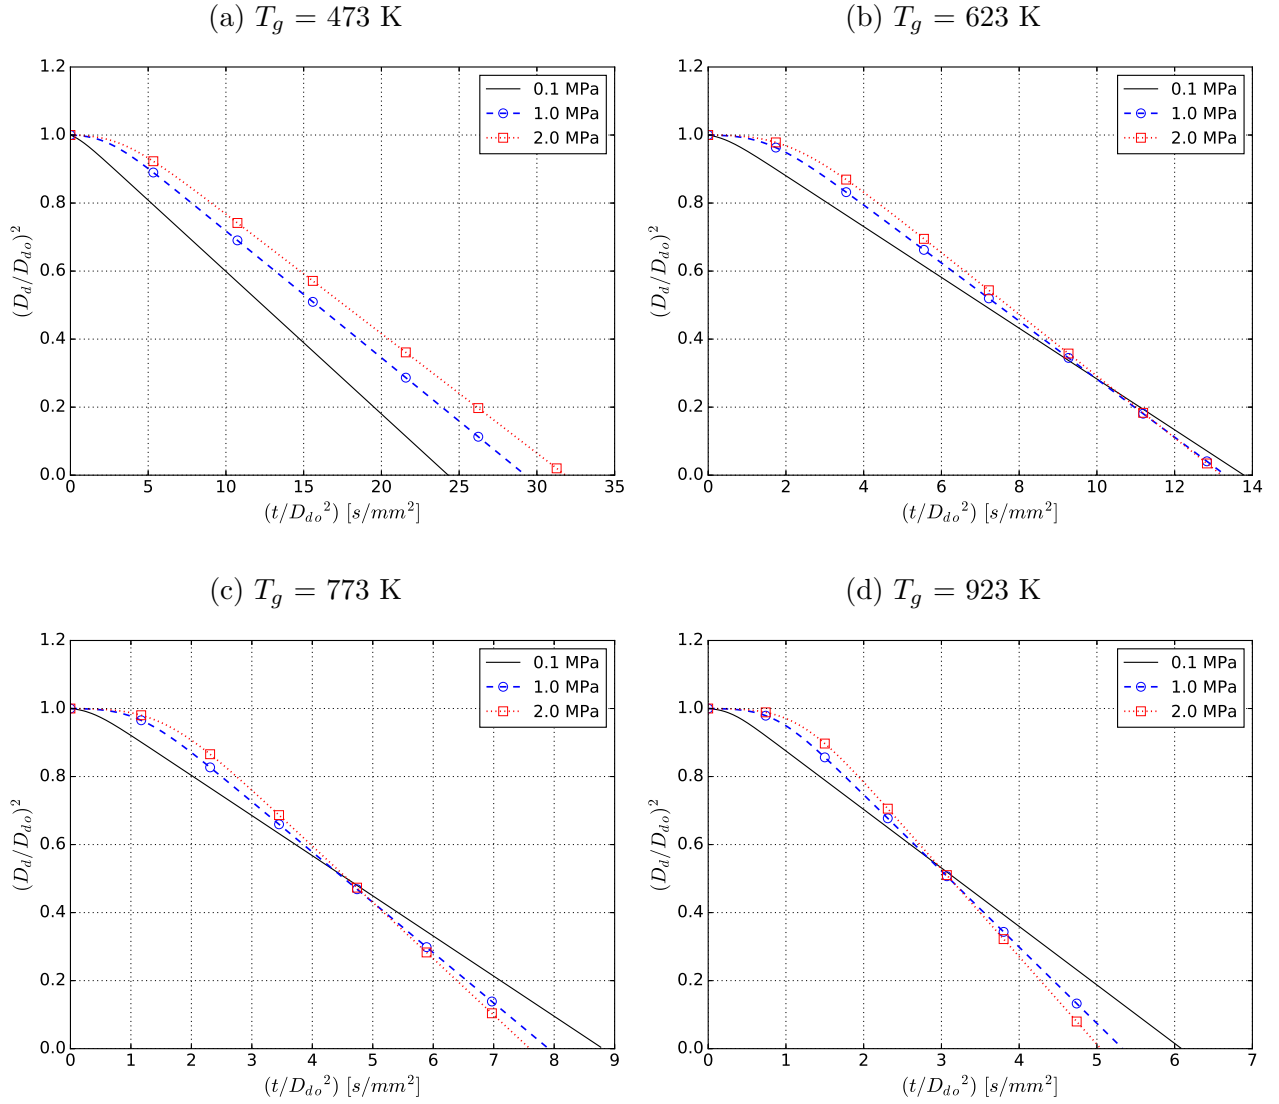 (a) T_g = 473 K
1.2
1.0
0.8
0.6
0.4
0.2
0.0
(D_d/D_do)^2
0 5 10 15 20 25 30 35
(t/D_do^2) [s/mm^2]
0.1 MPa
1.0 MPa
2.0 MPa
(b) T_g = 623 K
1.2
1.0
0.8
0.6
0.4
0.2
0.0
(D_d/D_do)^2
0 2 4 6 8 10 12 14
(t/D_do^2) [s/mm^2]
0.1 MPa
1.0 MPa
2.0 MPa
(c) T_g = 773 K
1.2
1.0
0.8
0.6
0.4
0.2
0.0
(D_d/D_do)^2
0 1 2 3 4 5 6 7 8 9
(t/D_do^2) [s/mm^2]
0.1 MPa
1.0 MPa
2.0 MPa
(d) T_g = 923 K
1.2
1.0
0.8
0.6
0.4
0.2
0.0
(D_d/D_do)^2
0 1 2 3 4 5 6 7
(t/D_do^2) [s/mm^2]
0.1 MPa
1.0 MPa
2.0 MPa